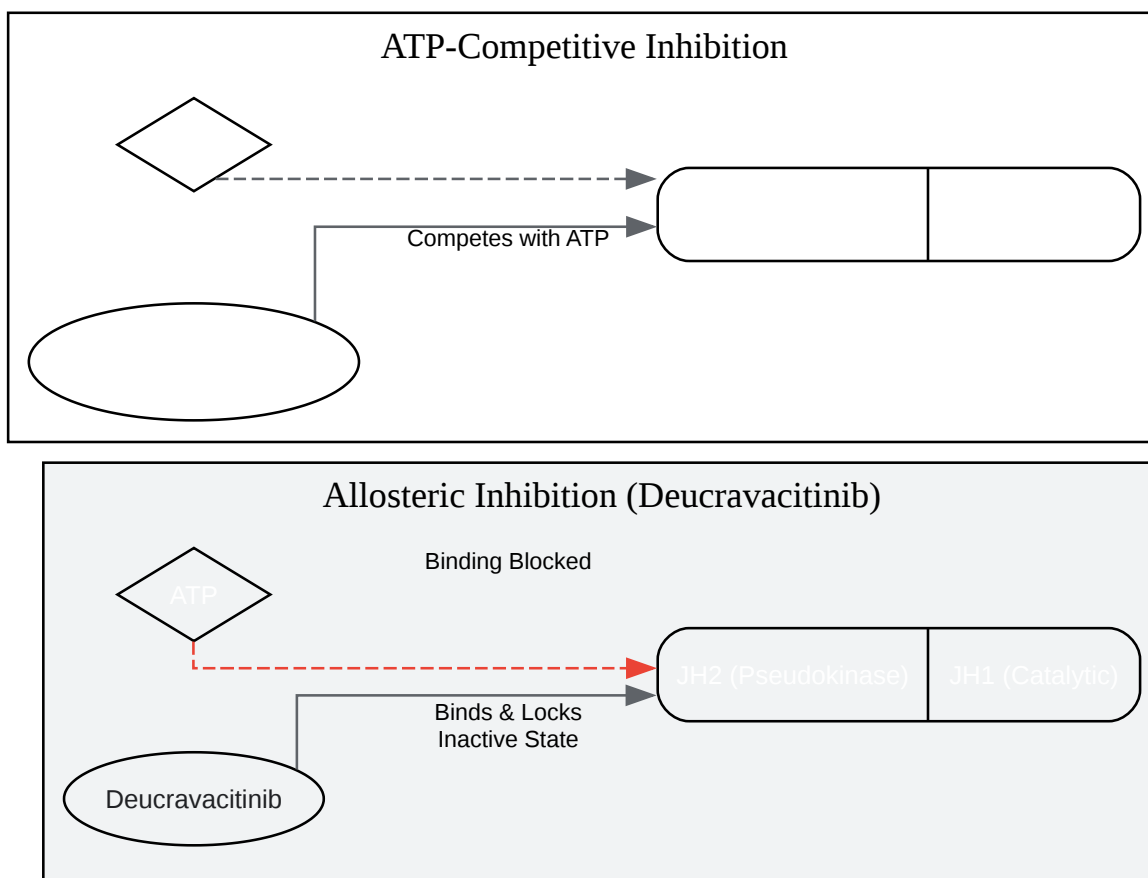 ATP-Competitive Inhibition
Competes with ATP
Allosteric Inhibition (Deucravacitinib)
Binding Blocked
ATP
JH2 (Pseudokinase)
JH1 (Catalytic)
Binds & Locks
Inactive State
Deucravacitinib